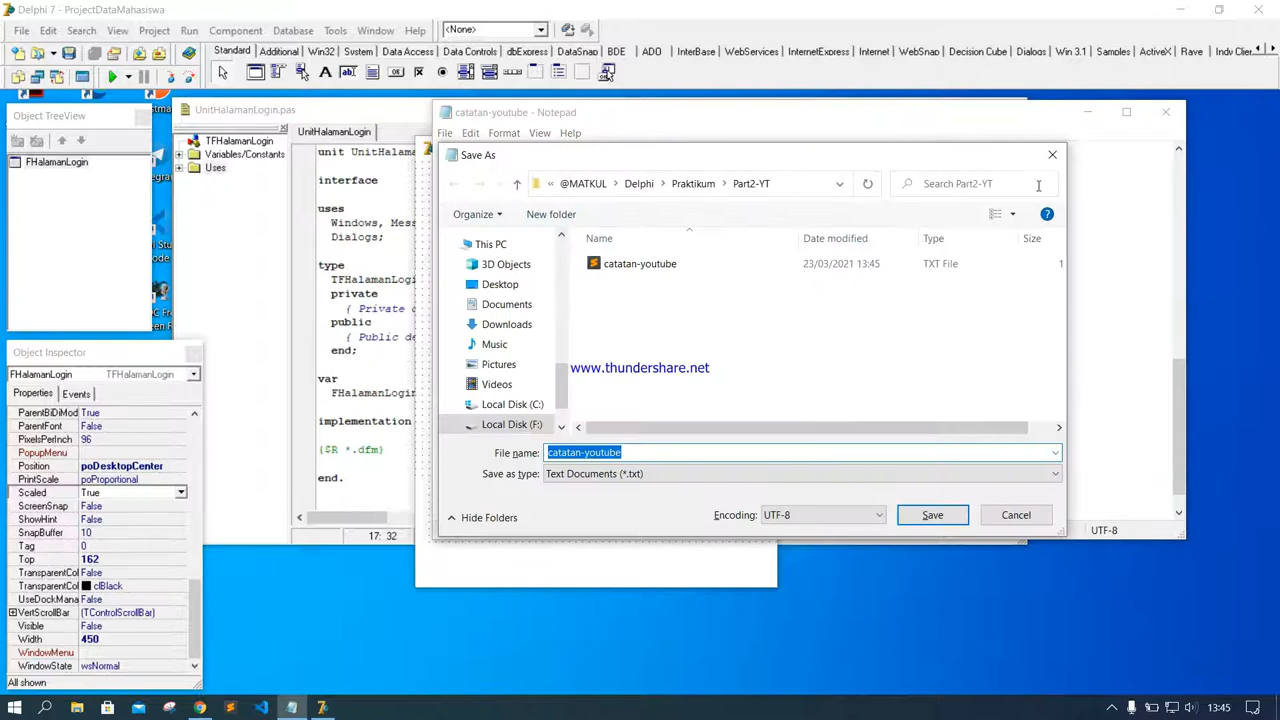 Delphi 7 - ProjectDataMahasiswa
File Edit Search View Project Run Component Database Tools Window Help <None>
Standard Additional Win32 System Data Access Data Controls dbExpress DataSnap BDE ADO InterBase WebServices InternetExpress Internet WebSnap Decision Cube Dialogs Win 3.1 Samples ActiveX Rave Indy Clien
Object TreeView
FHalamanLogin
UnitHalamanLogin.pas
TFHalamanLogin
Variables/Constants
Uses
UnitHalamanLogin
unit UnitHalama
interface
uses
Windows, Mess
Dialogs;
type
TFHalamanLogi
private
{ Private d
public
{ Public de
end;
var
FHalamanLogin
implementation
{$R *.dfm}
end.
17: 32
catatan-youtube - Notepad
File Edit Format View Help
Save As
« @MATKUL Delphi Praktikum Part2-YT
Search Part2-YT
Organize New folder
This PC
3D Objects
Desktop
Documents
Downloads
Music
Pictures
Videos
Local Disk (C:)
Local Disk (F:)
Name Date modified Type Size
catatan-youtube 23/03/2021 13:45 TXT File 1
www.thundershare.net
File name: catatan-youtube
Save as type: Text Documents (*.txt)
Hide Folders Encoding: UTF-8 Save Cancel
UTF-8
Object Inspector
FHalamanLogin TFHalamanLogin
Properties Events
ParentBiDiMod True
ParentFont False
PixelsPerInch 96
PopupMenu
Position poDesktopCenter
PrintScale poProportional
Scaled True
ScreenSnap False
ShowHint False
SnapBuffer 10
Tag 0
Top 162
TransparentCol False
TransparentCol clBlack
UseDockMana False
VertScrollBar (TControlScrollBar)
Visible False
Width 450
WindowMenu
WindowState wsNormal
All shown
13:45